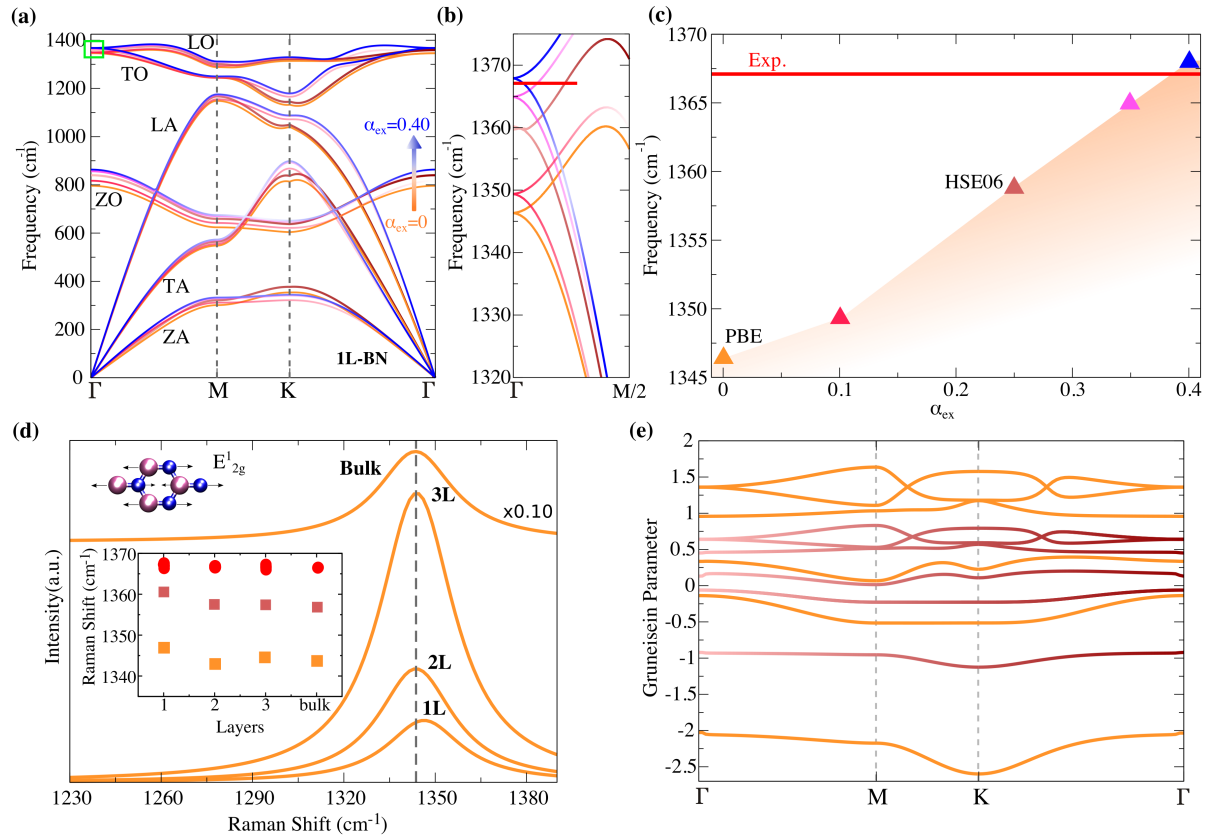 (a)
1400
1200
1000
800
600
400
200
0
Frequency (cm-1)
LO
TO
LA
ZO
TA
ZA
αex=0.40
αex=0
1L-BN
Γ
M
K
Γ
(b)
1380
1370
1360
1350
1340
1330
1320
Frequency (cm-1)
Γ
M/2
(c)
1370
1365
1360
1355
1350
1345
Frequency (cm-1)
Exp.
HSE06
PBE
0
0.1
0.2
0.3
0.4
αex
(d)
E12g
Bulk
3L
x0.10
2L
1L
Intensity(a.u.)
1370
1360
1350
1340
Raman Shift (cm-1)
1
2
3
bulk
Layers
1230
1260
1290
1320
1350
1380
Raman Shift (cm-1)
(e)
2
1.5
1
0.5
0
-0.5
-1
-1.5
-2
-2.5
Gruneisein Parameter
Γ
M
K
Γ